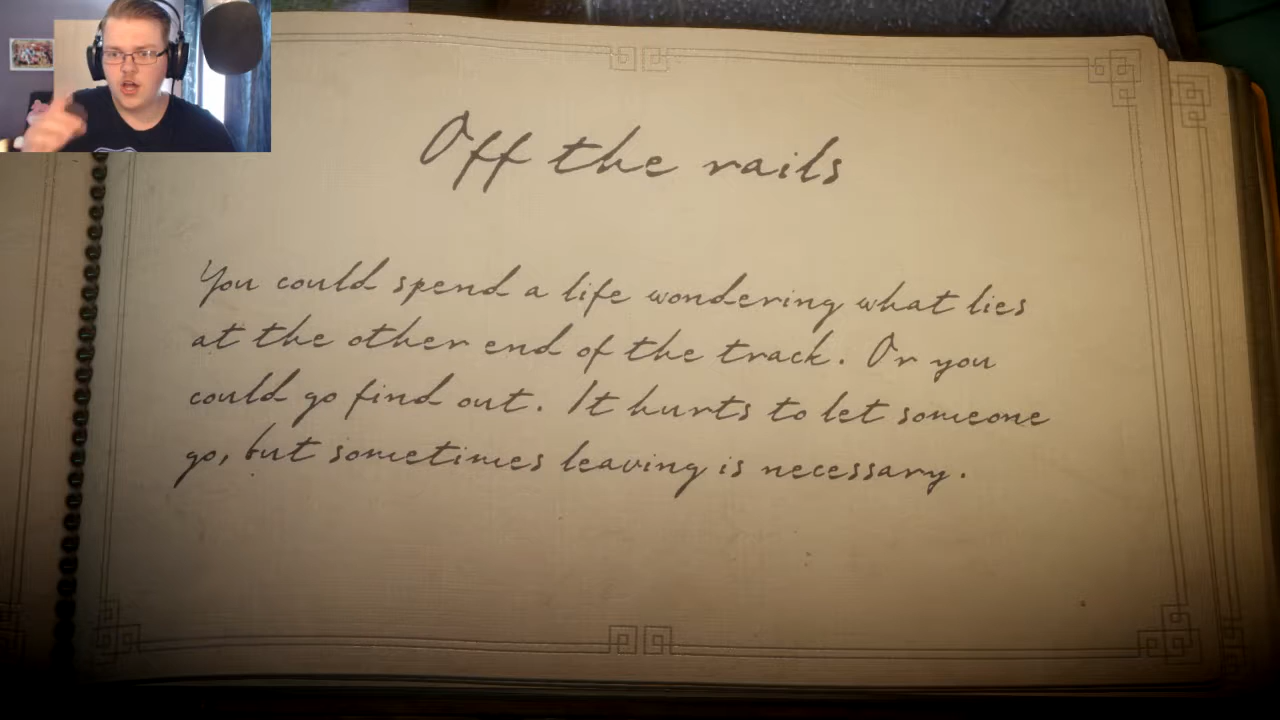 Off the rails
You could spend a life wondering what lies
at the other end of the track. Or you
could go find out. It hurts to let someone
go, but sometimes leaving is necessary.